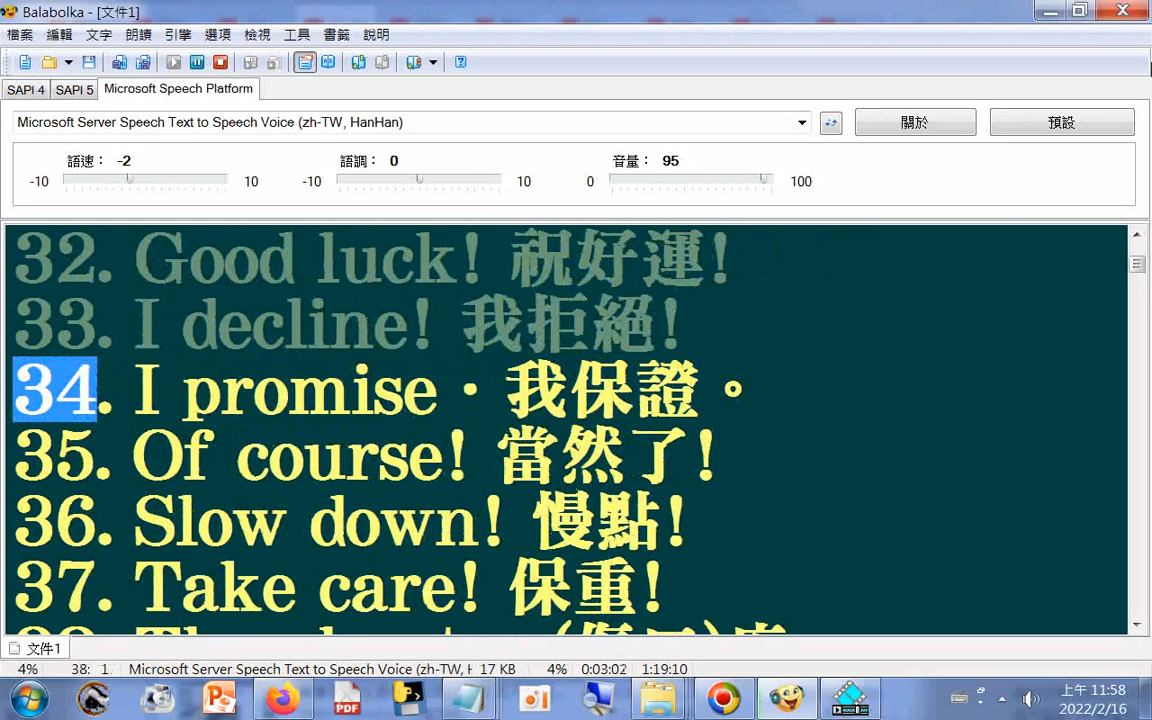 Balabolka - [文件1]
檔案 編輯 文字 朗讀 引擎 選項 檢視 工具 書籤 說明
SAPI 4 SAPI 5 Microsoft Speech Platform
Microsoft Server Speech Text to Speech Voice (zh-TW, HanHan) 關於 預設
語速： -2 語調： 0 音量： 95
-10 10 -10 10 0 100
32. Good luck! 祝好運!
33. I decline! 我拒絕!
34. I promise．我保證。
35. Of course! 當然了!
36. Slow down! 慢點!
37. Take care! 保重!
文件1
4% 38: 1 Microsoft Server Speech Text to Speech Voice (zh-TW, H 17 KB 4% 0:03:02 1:19:10
PDF
上午 11:58
2022/2/16